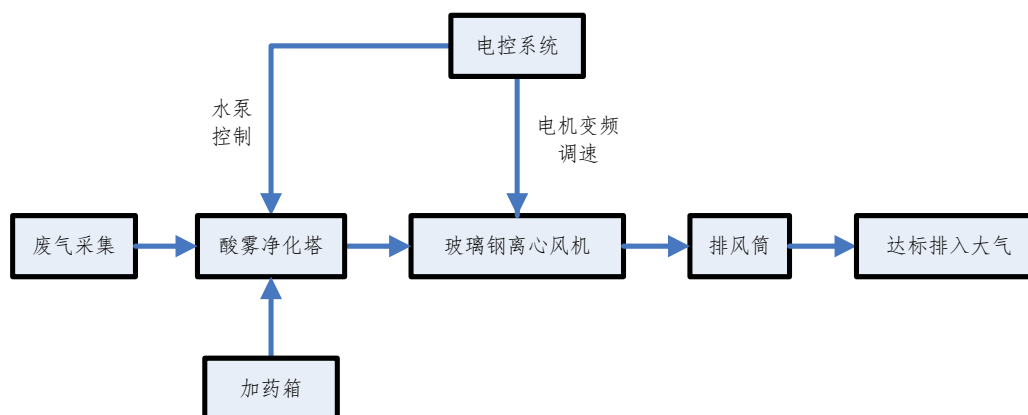 电控系统
水泵
控制
电机变频
调速
废气采集
酸雾净化塔
玻璃钢离心风机
排风筒
达标排入大气
加药箱